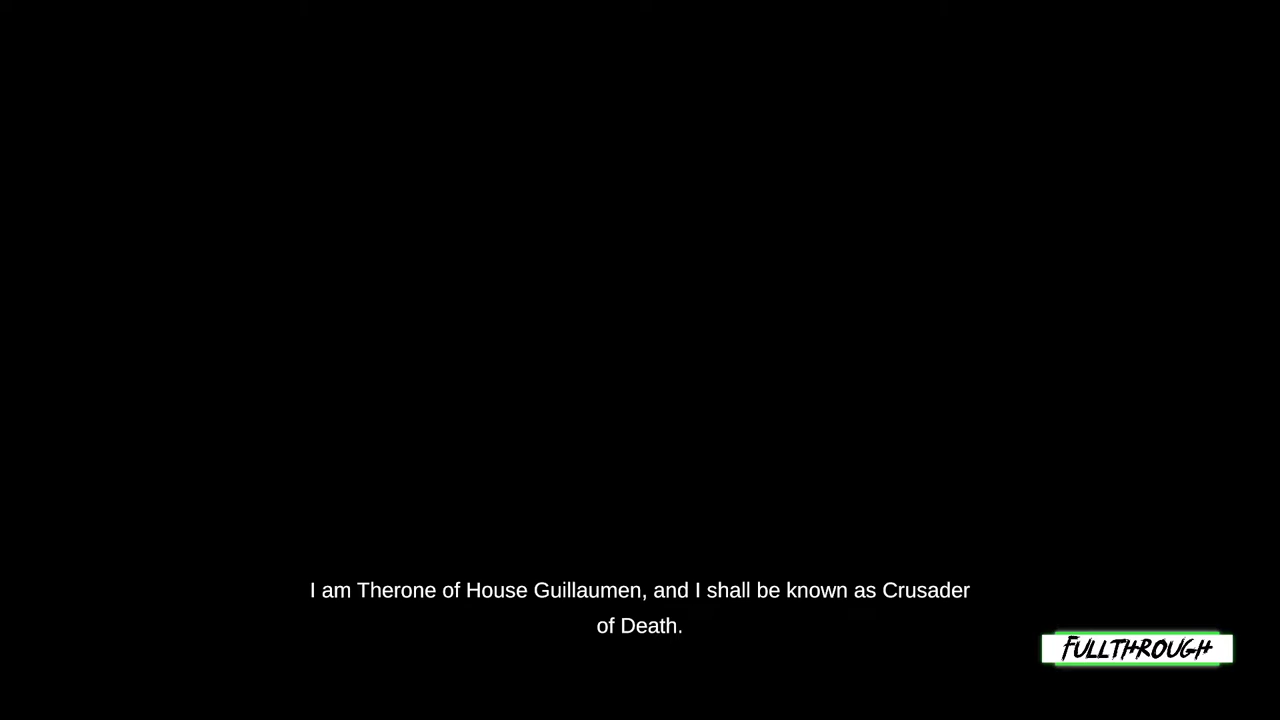 I am Therone of House Guillaumen, and I shall be known as Crusader
of Death.
FULLTHROUGH